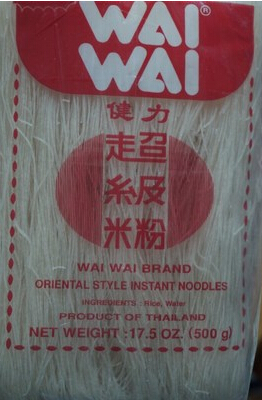 WAI
WAI®
健力
超
級
米粉
WAI WAI BRAND
ORIENTAL STYLE INSTANT NOODLES
INGREDIENTS : Rice, Water
PRODUCT OF THAILAND
NET WEIGHT :17.5 OZ. (500 g)